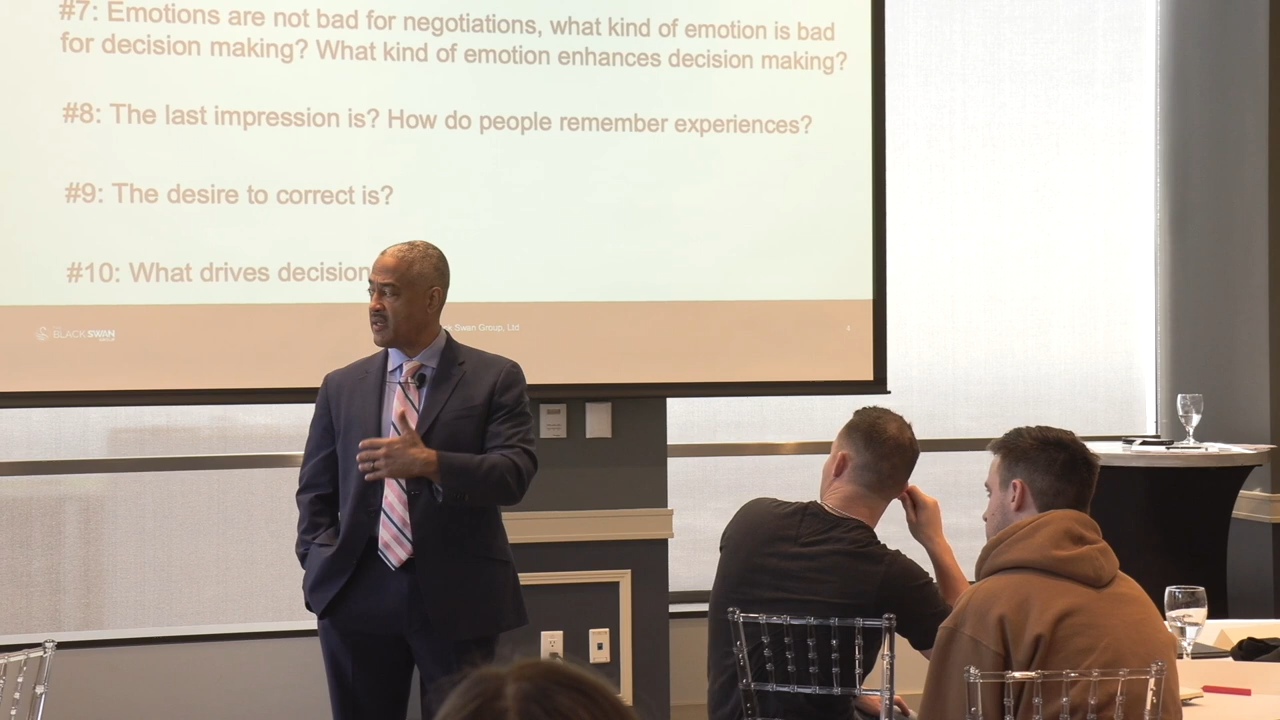 #7: Emotions are not bad for negotiations, what kind of emotion is bad
for decision making? What kind of emotion enhances decision making?
#8: The last impression is? How do people remember experiences?
#9: The desire to correct is?
#10: What drives decision
BLACK SWAN
GROUP
Swan Group, Ltd
4